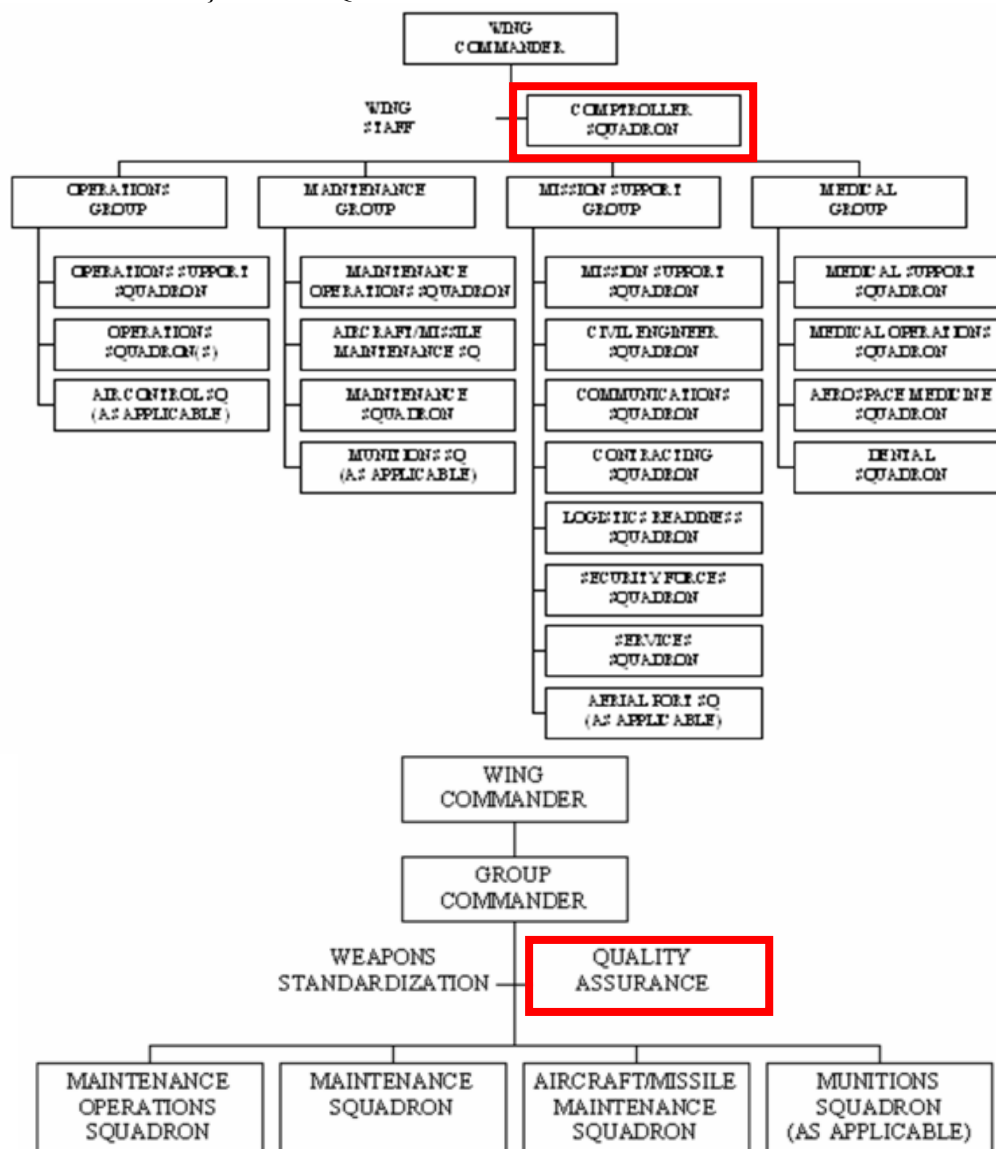 WING
COMMANDER
WING
STAFF
COMPTROLLER
SQUADRON
OPERATIONS
GROUP
MAINTENANCE
GROUP
MISSION SUPPORT
GROUP
MEDICAL
GROUP
OPERATIONS SUPPORT
SQUADRON
OPERATIONS
SQUADRON(S)
AIR CONTROL SQ
(AS APPLICABLE)
MAINTENANCE
OPERATIONS SQUADRON
AIRCRAFT/MISSILE
MAINTENANCE SQ
MAINTENANCE
SQUADRON
MUNITIONS SQ
(AS APPLICABLE)
MISSION SUPPORT
SQUADRON
CIVIL ENGINEER
SQUADRON
COMMUNICATIONS
SQUADRON
CONTRACTING
SQUADRON
LOGISTICS READINESS
SQUADRON
SECURITY FORCES
SQUADRON
SERVICES
SQUADRON
AERIAL PORT SQ
(AS APPLICABLE)
MEDICAL SUPPORT
SQUADRON
MEDICAL OPERATIONS
SQUADRON
AEROSPACE MEDICINE
SQUADRON
DENTAL
SQUADRON
WING
COMMANDER
GROUP
COMMANDER
WEAPONS
STANDARDIZATION
QUALITY
ASSURANCE
MAINTENANCE
OPERATIONS
SQUADRON
MAINTENANCE
SQUADRON
AIRCRAFT/MISSILE
MAINTENANCE
SQUADRON
MUNITIONS
SQUADRON
(AS APPLICABLE)